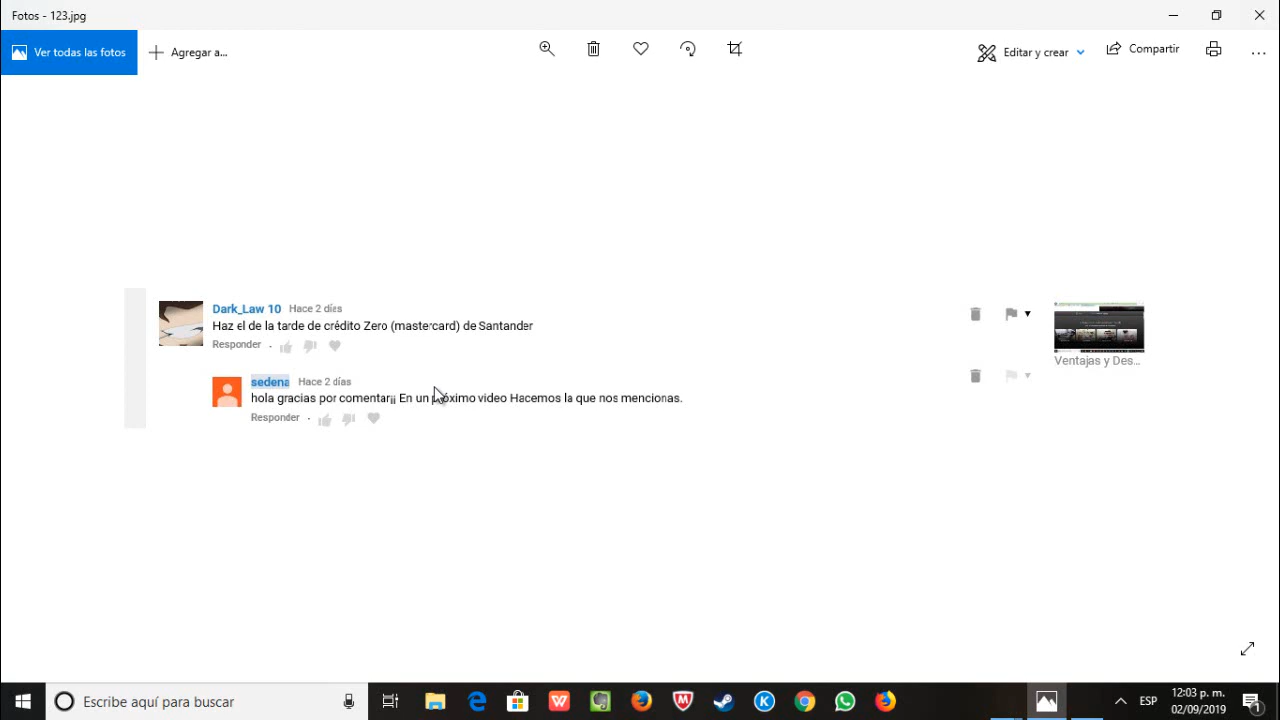 Fotos - 123.jpg
Ver todas las fotos
Agregar a...
Editar y crear
Compartir
Dark_Law 10 Hace 2 días
Haz el de la tarde de crédito Zero (mastercard) de Santander
Responder
Ventajas y Des...
sedena Hace 2 días
hola gracias por comentar¡¡ En un próximo video Hacemos la que nos mencionas.
Responder
Escribe aquí para buscar
ESP
12:03 p. m.
02/09/2019
1